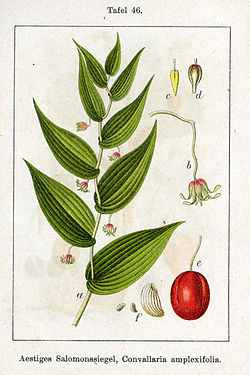 Tafel 46.
c
d
b
a
e
f
Aestiges Salomonssiegel, Convallaria amplexifolia.